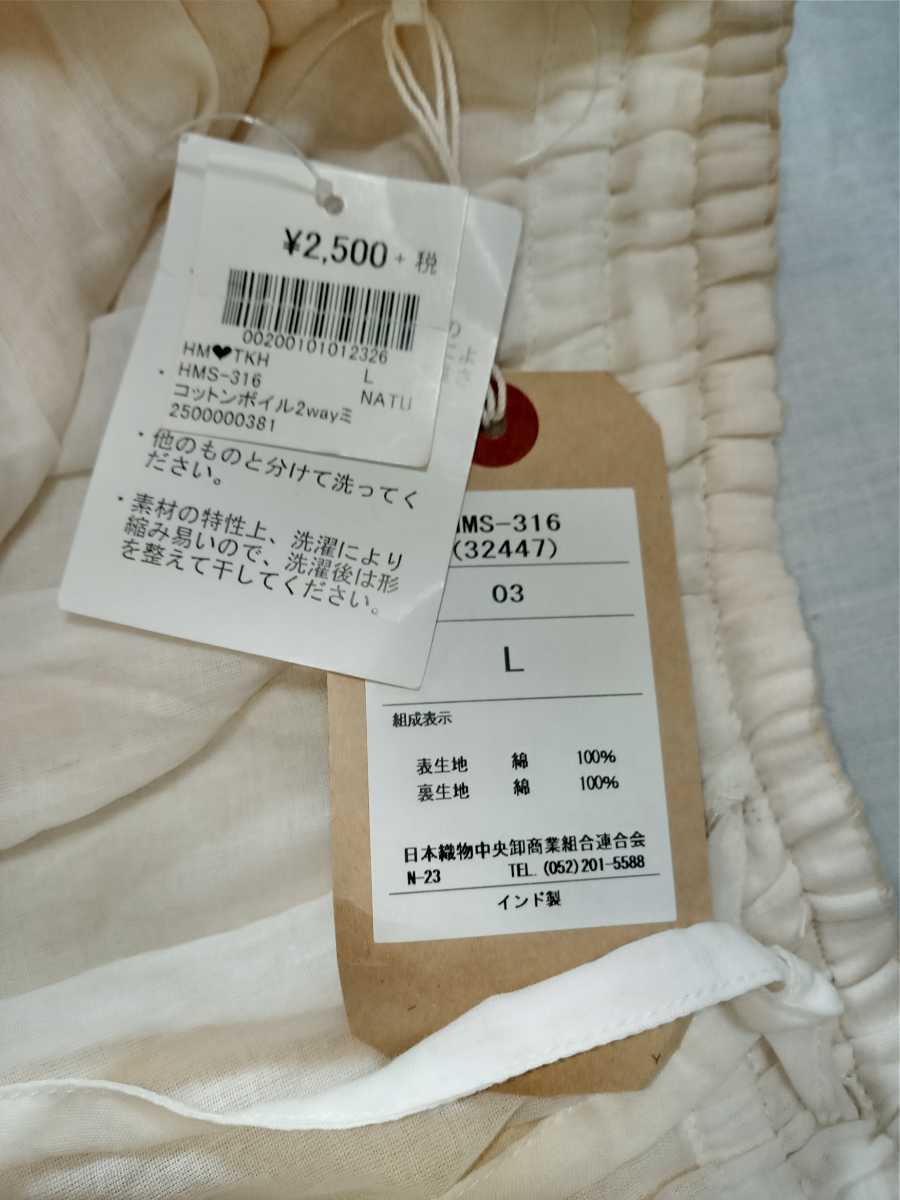 ¥2,500 + 税
00200101012326
HM♥TKH
HMS-316 L
コットンボイル2wayミ NATU
2500000381
・他のものと分けて洗ってく
ださい。
・素材の特性上、洗濯により
縮み易いので、洗濯後は形
を整えて干してください。
MS-316
(32447)
03
L
組成表示
表生地 綿 100%
裏生地 綿 100%
日本織物中央卸商業組合連合会
N-23 TEL. (052)201-5588
インド製